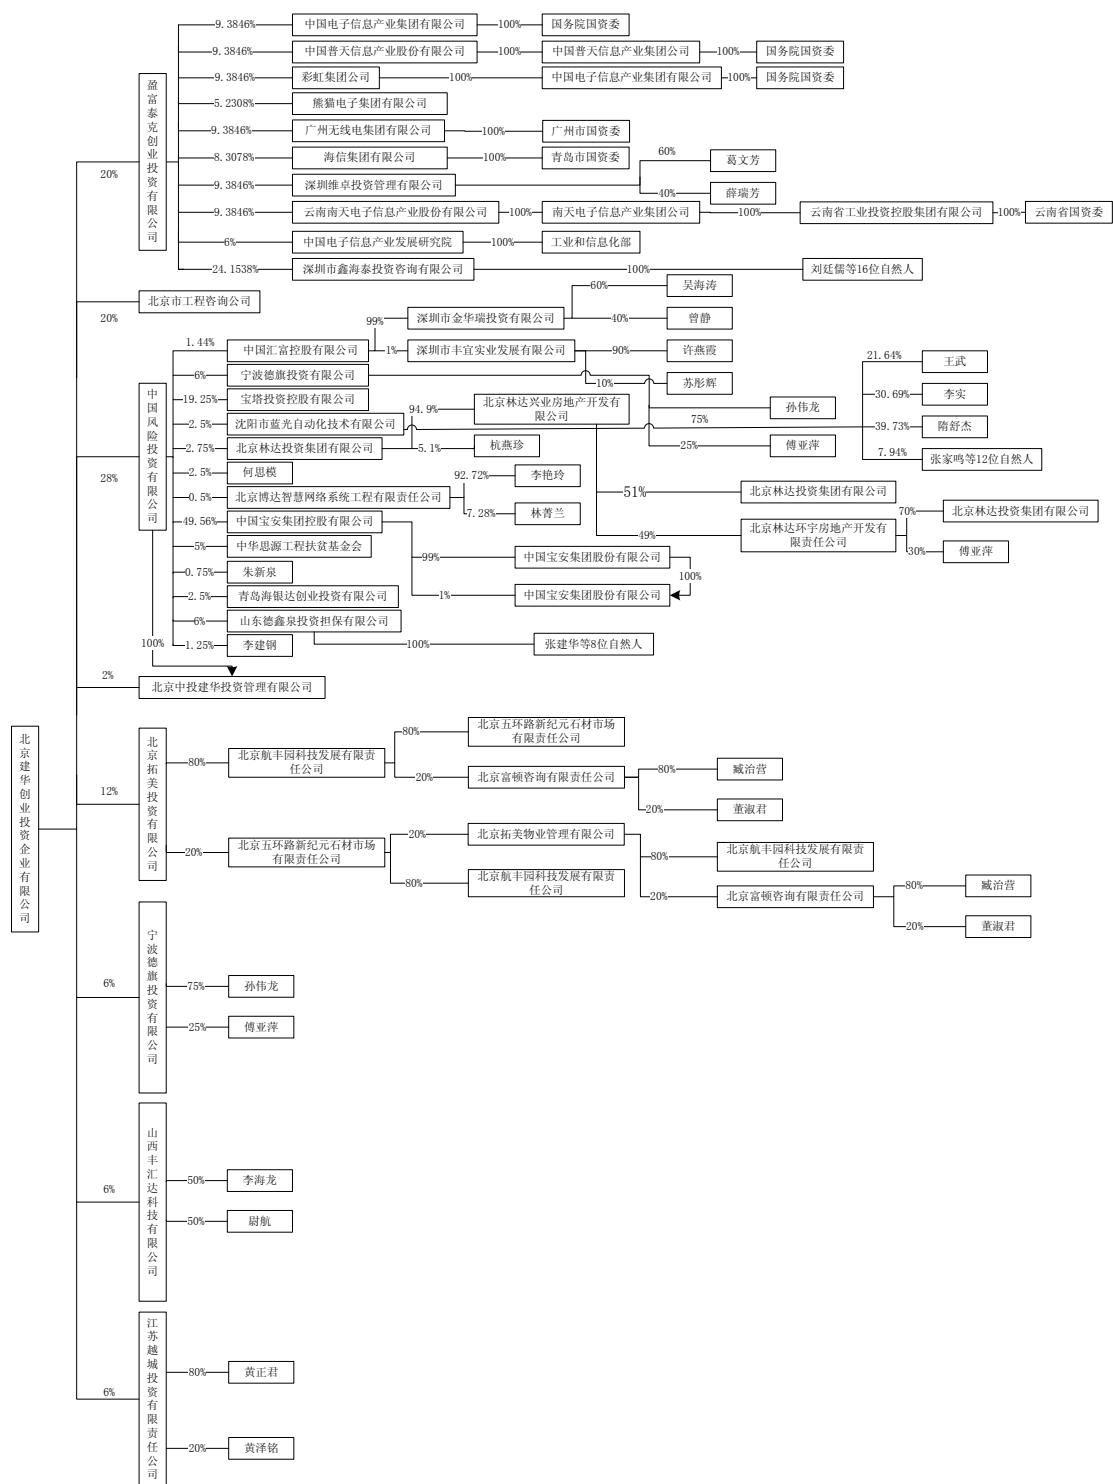 9.3846%
中国电子信息产业集团有限公司
100%
国务院国资委
9.3846%
中国普天信息产业股份有限公司
100%
中国普天信息产业集团公司
100%
国务院国资委
9.3846%
彩虹集团公司
100%
中国电子信息产业集团有限公司
100%
国务院国资委
5.2308%
熊猫电子集团有限公司
9.3846%
广州无线电集团有限公司
100%
广州市国资委
8.3078%
海信集团有限公司
100%
青岛市国资委
60%
葛文芳
9.3846%
深圳维卓投资管理有限公司
40%
薛瑞芳
9.3846%
云南南天电子信息产业股份有限公司
100%
南天电子信息产业集团公司
100%
云南省工业投资控股集团有限公司
100%
云南省国资委
6%
中国电子信息产业发展研究院
100%
工业和信息化部
24.1538%
深圳市鑫海泰投资咨询有限公司
100%
刘廷儒等16位自然人
盈富泰克创业投资有限公司
20%
北京市工程咨询公司
20%
60%
吴海涛
99%
深圳市金华瑞投资有限公司
40%
曾静
1.44%
中国汇富控股有限公司
1%
深圳市丰宜实业发展有限公司
90%
许燕霞
10%
苏彤辉
6%
宁波德旗投资有限公司
19.25%
宝塔投资控股有限公司
2.5%
沈阳市蓝光自动化技术有限公司
94.9%
北京林达兴业房地产开发有
限公司
75%
孙伟龙
25%
傅亚萍
21.64%
王武
30.69%
李实
39.73%
隋舒杰
7.94%
张家鸣等12位自然人
2.75%
北京林达投资集团有限公司
5.1%
杭燕珍
2.5%
何思模
92.72%
李艳玲
0.5%
北京博达智慧网络系统工程有限责任公司
7.28%
林菁兰
51%
北京林达投资集团有限公司
49%
北京林达环宇房地产开发有
限责任公司
70%
北京林达投资集团有限公司
30%
傅亚萍
49.56%
中国宝安集团控股有限公司
99%
中国宝安集团股份有限公司
100%
1%
中国宝安集团股份有限公司
5%
中华思源工程扶贫基金会
0.75%
朱新泉
2.5%
青岛海银达创业投资有限公司
6%
山东德鑫泉投资担保有限公司
100%
张建华等8位自然人
1.25%
李建钢
中国风险投资有限公司
28%
100%
2%
北京中投建华投资管理有限公司
北京建华创业投资企业有限公司
12%
北京拓美投资有限公司
80%
北京航丰园科技发展有限责
任公司
80%
北京五环路新纪元石材市场
有限责任公司
20%
北京富顿咨询有限责任公司
80%
臧治营
20%
董淑君
20%
北京五环路新纪元石材市场
有限责任公司
20%
北京拓美物业管理有限公司
80%
北京航丰园科技发展有限责
任公司
80%
北京航丰园科技发展有限责
任公司
20%
北京富顿咨询有限责任公司
80%
臧治营
20%
董淑君
6%
宁波德旗投资有限公司
75%
孙伟龙
25%
傅亚萍
6%
山西丰汇达科技有限公司
50%
李海龙
50%
尉航
6%
江苏越城投资有限责任公司
80%
黄正君
20%
黄泽铭